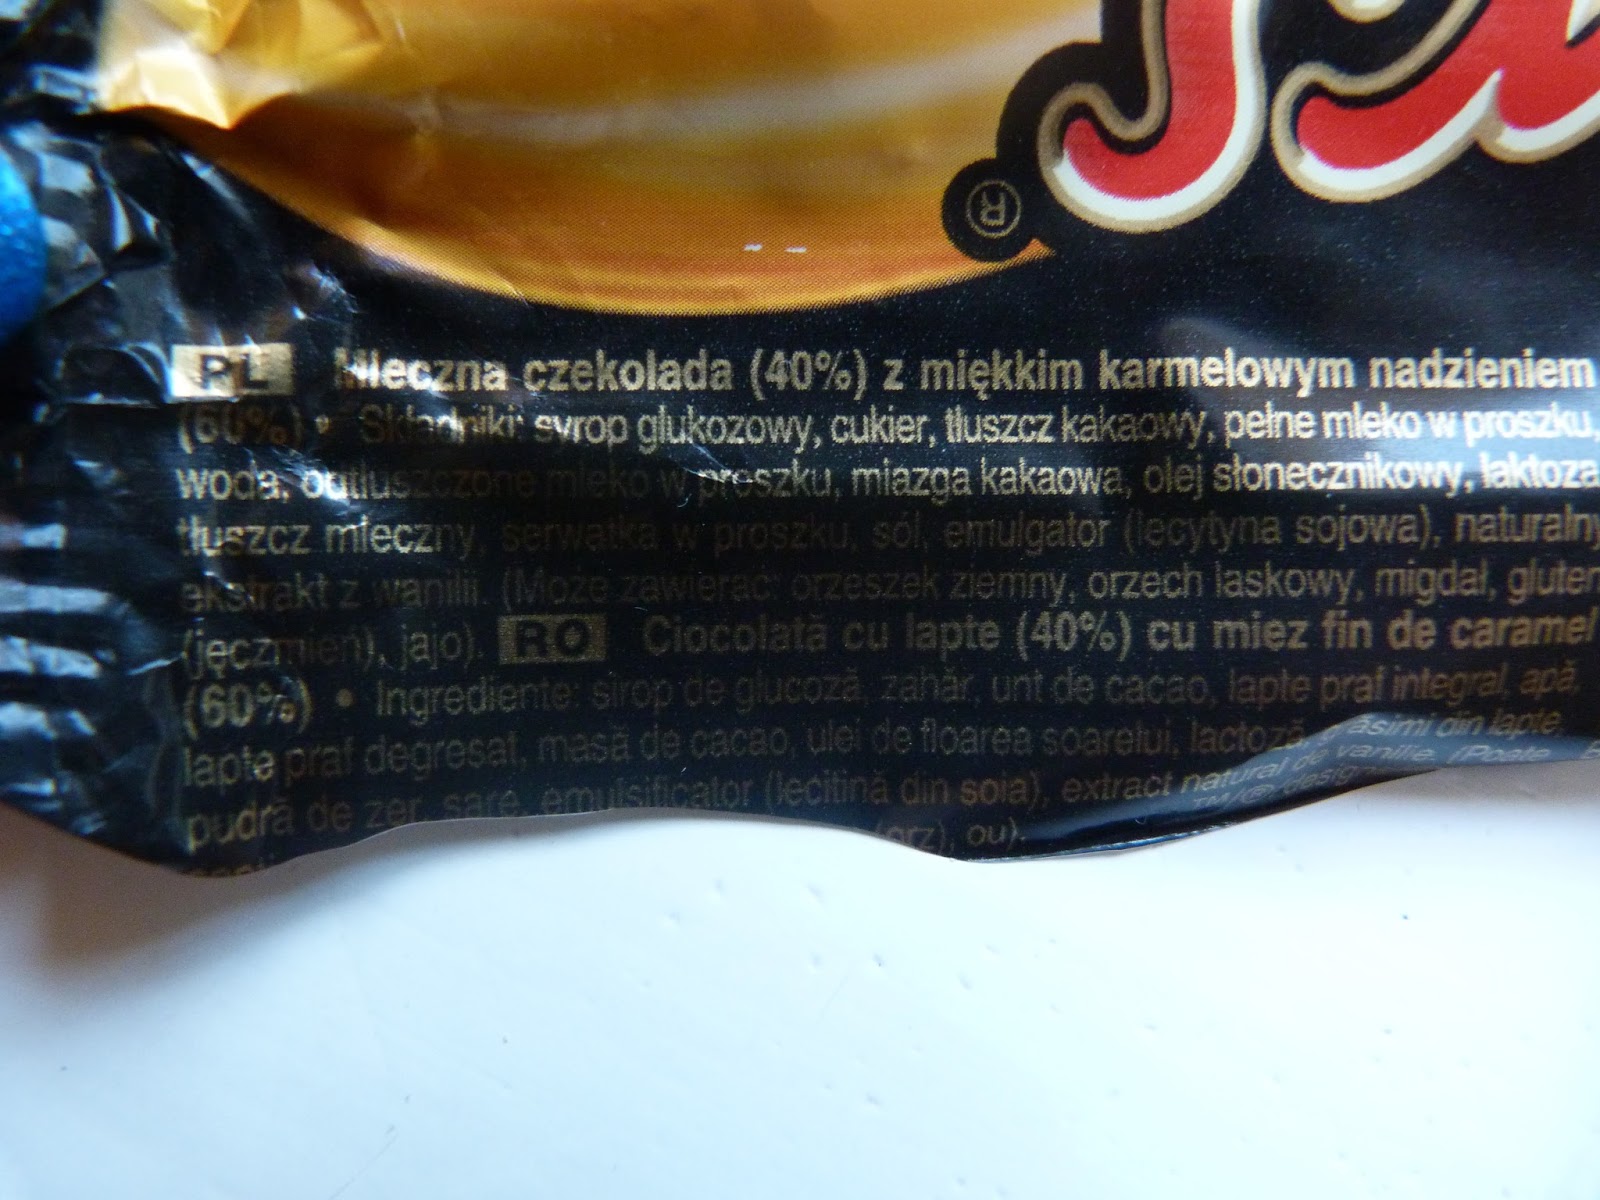 ®
PL Mleczna czekolada (40%) z miękkim karmelowym nadzieniem
(60%) • Składniki: syrop glukozowy, cukier, tłuszcz kakaowy, pełne mleko w proszku,
woda, odtłuszczone mleko w proszku, miazga kakaowa, olej słonecznikowy, laktoza
tłuszcz mleczny, serwatka w proszku, sól, emulgator (lecytyna sojowa), naturalny
ekstrakt z wanilii. (Może zawierać: orzeszek ziemny, orzech laskowy, migdał, gluten
(jęczmień), jajo). RO Ciocolată cu lapte (40%) cu miez fin de caramel
(60%) • Ingrediente: sirop de glucoză, zahăr, unt de cacao, lapte praf integral, apă,
lapte praf degresat, masă de cacao, ulei de floarea soarelui, lactoză, grăsimi din lapte,
pudră de zer, sare, emulsificator (lecitină din soia), extract natural de vanilie. (Poate
(orz), ou).
TM/®/design